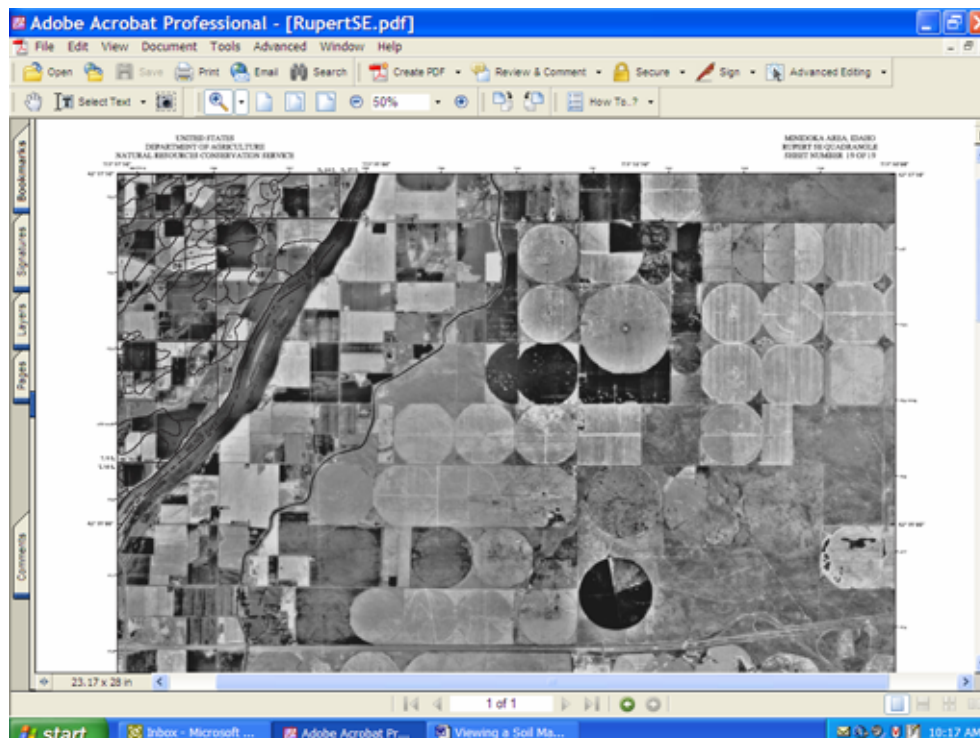 Adobe Acrobat Professional - [RupertSE.pdf]
File Edit View Document Tools Advanced Window Help
Open Save Print Email Search Create PDF Review & Comment Secure Sign Advanced Editing
Select Text 50% How To..?
Bookmarks
Signatures
Layers
Pages
Comments
UNITED STATES
DEPARTMENT OF AGRICULTURE
NATURAL RESOURCES CONSERVATION SERVICE
MINIDOKA AREA, IDAHO
RUPERT SE QUADRANGLE
SHEET NUMBER 19 OF 19
23.17 x 28 in
1 of 1
start Inbox - Microsoft ... Adobe Acrobat Pr... Viewing a Soil Ma... 10:17 AM